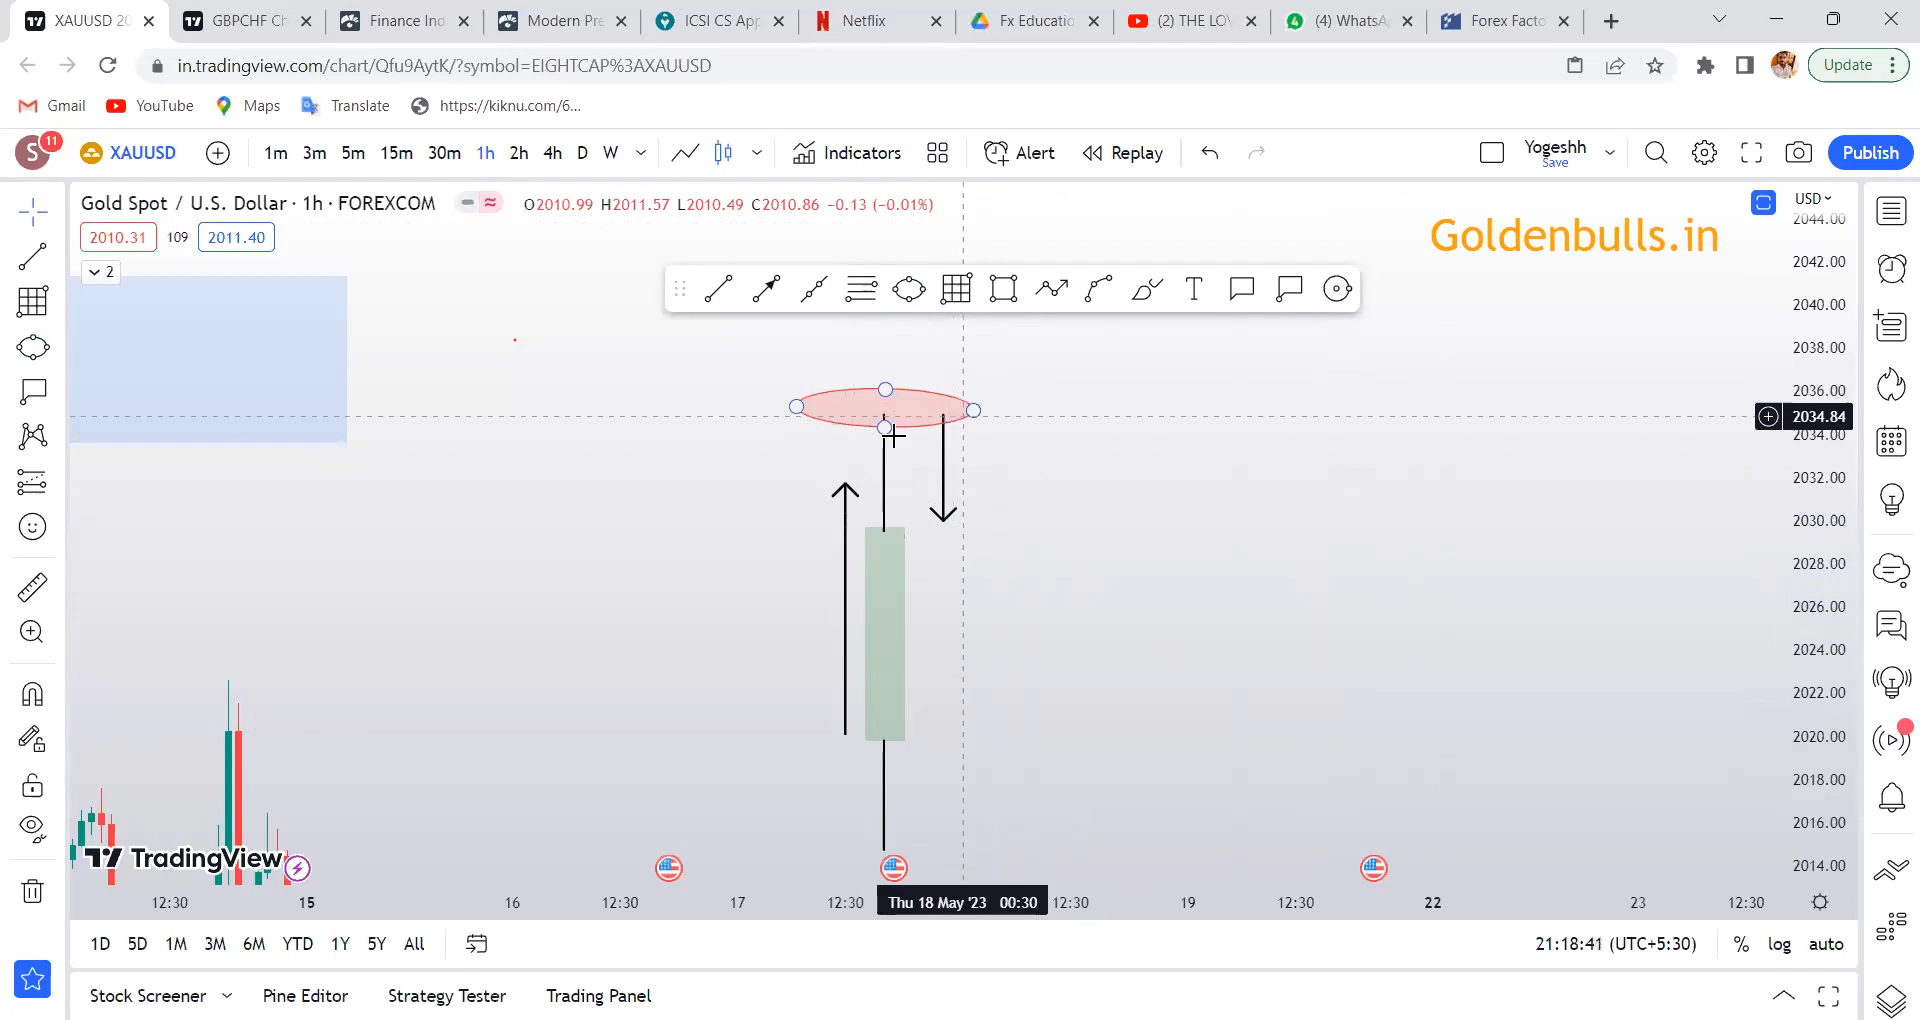 XAUUSD 20
GBPCHF Ch
Finance Ind
Modern Pre
ICSI CS App
Netflix
Fx Educatio
(2) THE LOV
(4) WhatsA
Forex Facto
in.tradingview.com/chart/Qfu9AytK/?symbol=EIGHTCAP%3AXAUUSD
Update
Gmail
YouTube
Maps
Translate
https://kiknu.com/6...
S
11
XAUUSD
1m 3m 5m 15m 30m 1h 2h 4h D W
Indicators
Alert
Replay
Yogeshh
Save
Publish
Gold Spot / U.S. Dollar · 1h · FOREXCOM
O2010.99 H2011.57 L2010.49 C2010.86 −0.13 (−0.01%)
USD
2010.31
109
2011.40
2
Goldenbulls.in
2044.00
2042.00
2040.00
2038.00
2036.00
2034.84
2034.00
2032.00
2030.00
2028.00
2026.00
2024.00
2022.00
2020.00
2018.00
2016.00
2014.00
TradingView
12:30 15 16 12:30 17 12:30 Thu 18 May '23 00:30 12:30 19 12:30 22 23 12:30
1D 5D 1M 3M 6M YTD 1Y 5Y All
21:18:41 (UTC+5:30)
% log auto
Stock Screener
Pine Editor
Strategy Tester
Trading Panel